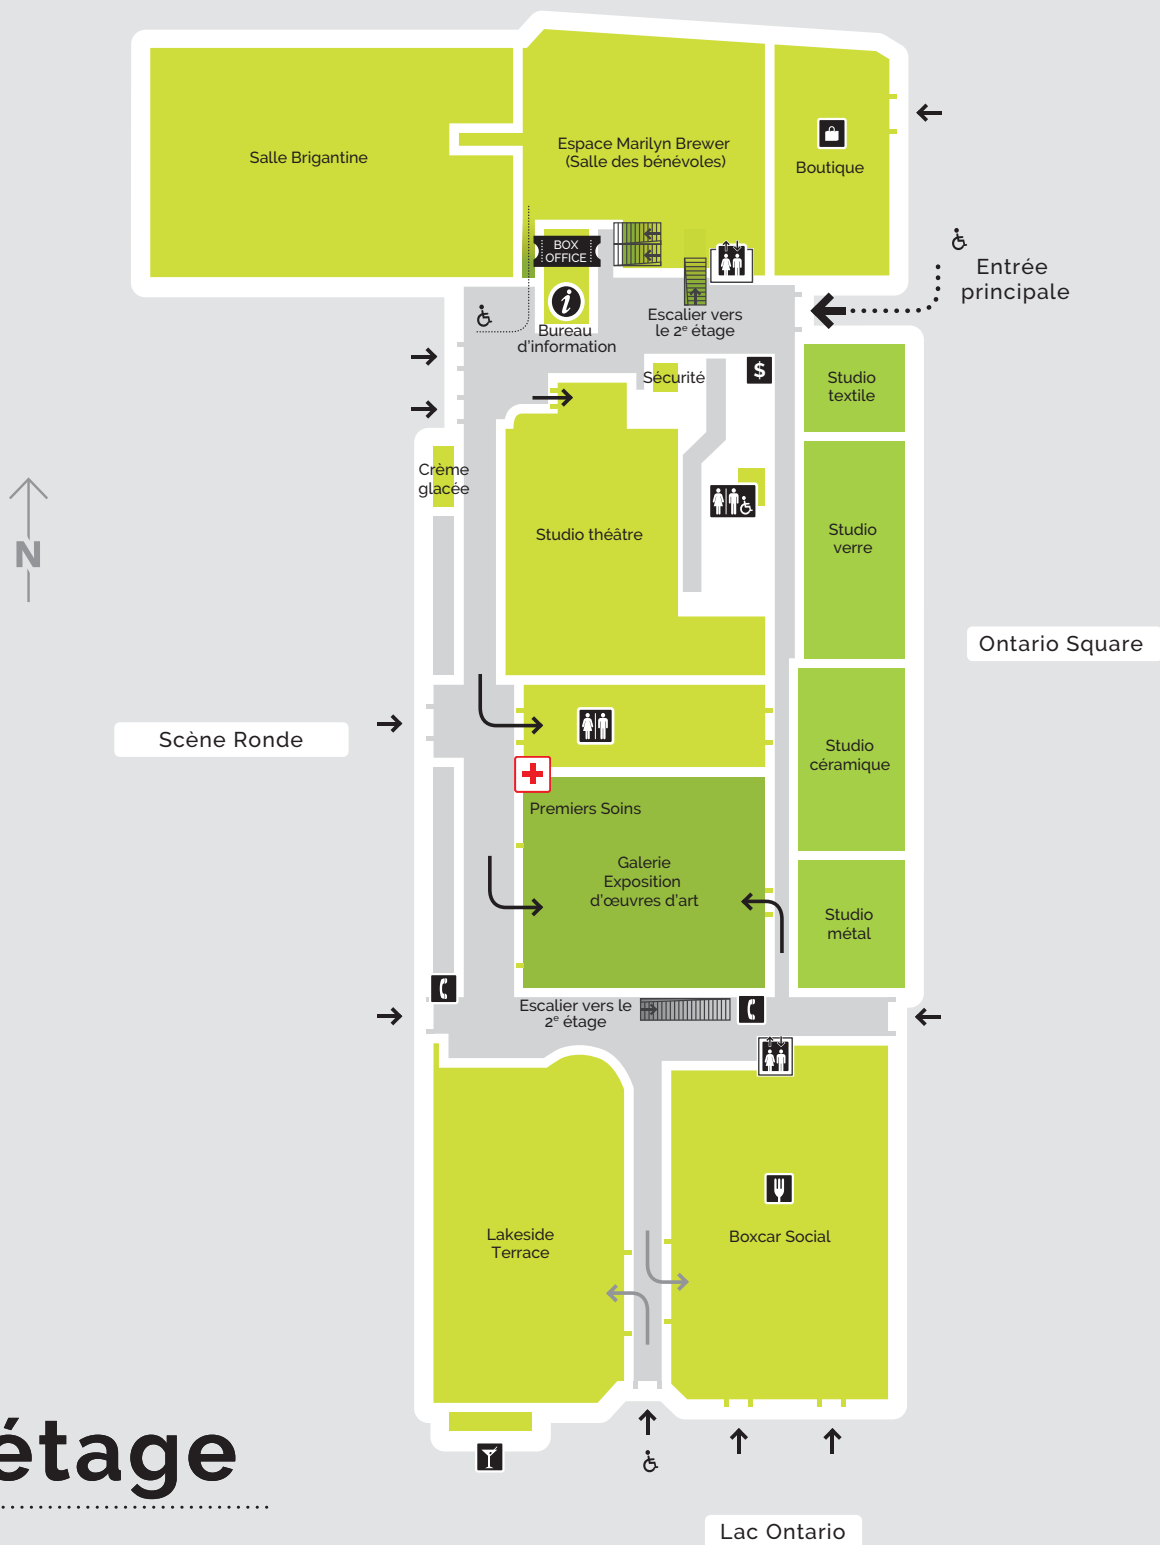 Salle Brigantine
Espace Marilyn Brewer
(Salle des bénévoles)
Boutique
BOX
OFFICE
i
Bureau
d'information
Escalier vers
le 2e étage
Entrée
principale
Sécurité
$
Studio
textile
Crème
glacée
N
Studio théâtre
Studio
verre
Ontario Square
Scène Ronde
Studio
céramique
Premiers Soins
Galerie
Exposition
d'œuvres d'art
Studio
métal
Escalier vers le
2e étage
Lakeside
Terrace
Boxcar Social
étage
Lac Ontario